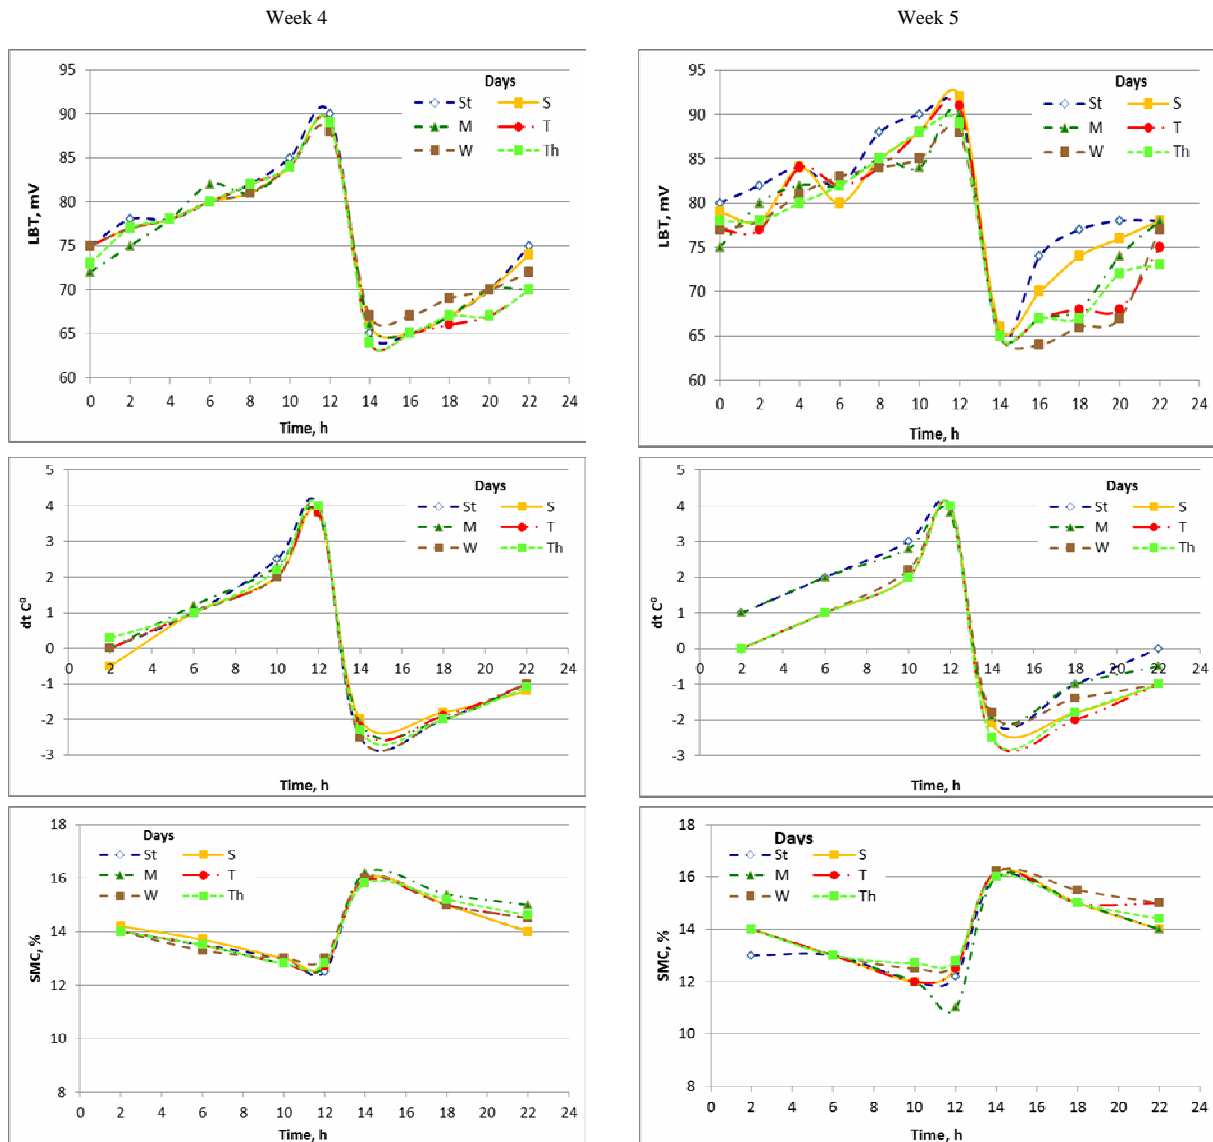 Week 4
Week 5
95
90
85
80
75
70
65
60
LBT, mV
Days
St S
M T
W Th
0 2 4 6 8 10 12 14 16 18 20 22 24
Time, h
95
90
85
80
75
70
65
60
LBT, mV
Days
St S
M T
W Th
0 2 4 6 8 10 12 14 16 18 20 22 24
Time, h
5
4
3
2
1
0
-1
-2
-3
dt C⁰
Days
St S
M T
W Th
0 2 4 6 8 10 12 14 16 18 20 22 24
Time, h
5
4
3
2
1
0
-1
-2
-3
dt C⁰
Days
St S
M T
W Th
0 2 4 6 8 10 12 14 16 18 20 22 24
Time, h
18
16
14
12
10
8
SMC, %
Days
St S
M T
W Th
0 2 4 6 8 10 12 14 16 18 20 22 24
Time, h
18
16
14
12
10
8
SMC, %
Days
St S
M T
W Th
0 2 4 6 8 10 12 14 16 18 20 22 24
Time, h